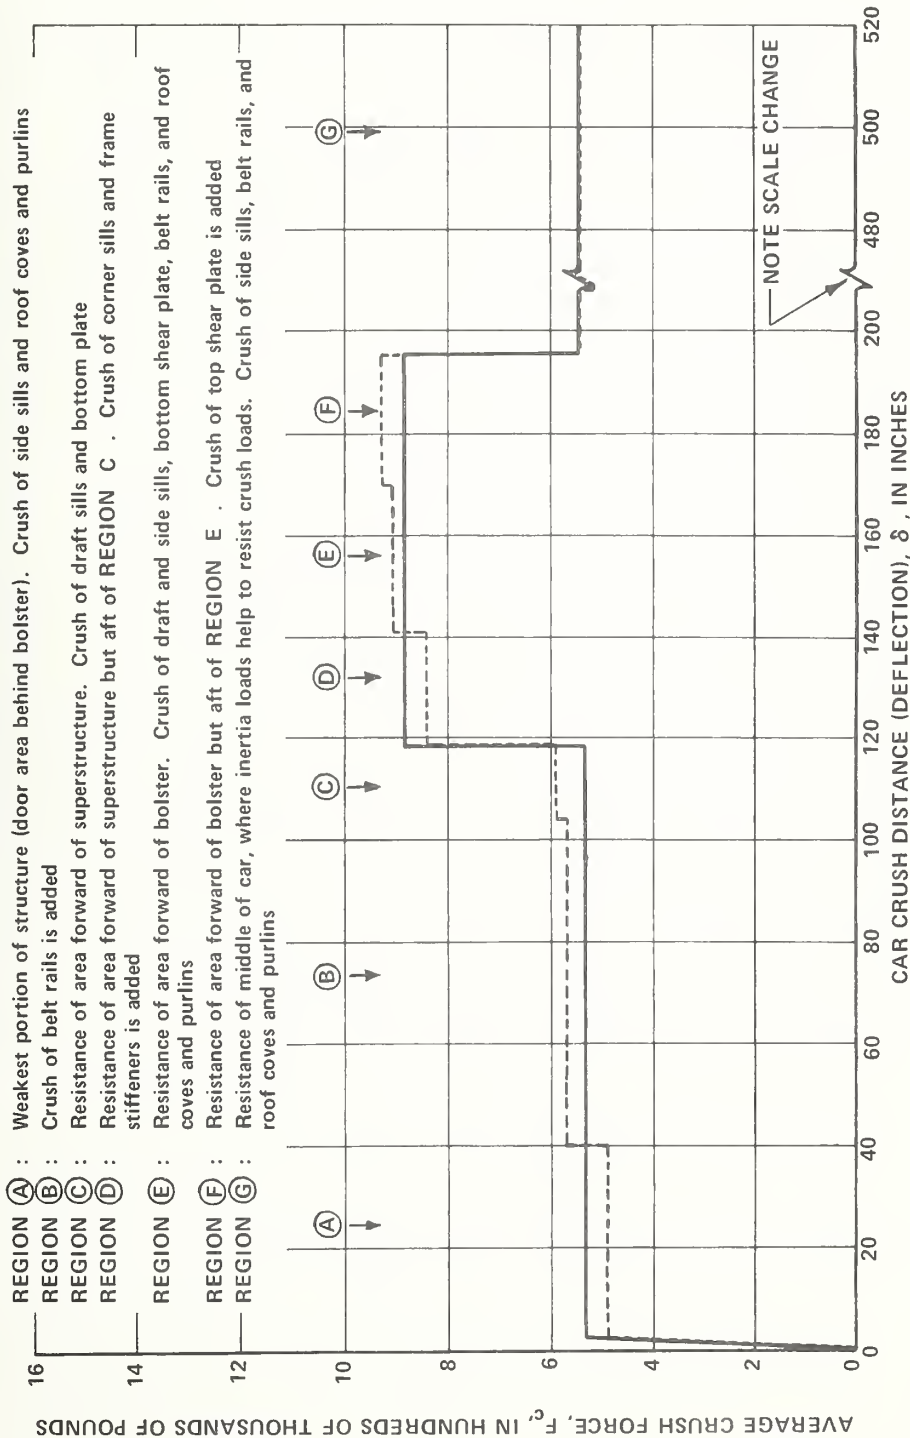 REGION Ⓐ : Weakest portion of structure (door area behind bolster). Crush of side sills and roof coves and purlins
REGION Ⓑ : Crush of belt rails is added
REGION Ⓒ : Resistance of area forward of superstructure. Crush of draft sills and bottom plate
REGION Ⓓ : Resistance of area forward of superstructure but aft of REGION C . Crush of corner sills and frame
stiffeners is added
REGION Ⓔ : Resistance of area forward of bolster. Crush of draft and side sills, bottom shear plate, belt rails, and roof
coves and purlins
REGION Ⓕ : Resistance of area forward of bolster but aft of REGION E . Crush of top shear plate is added
REGION Ⓖ : Resistance of middle of car, where inertia loads help to resist crush loads. Crush of side sills, belt rails, and
roof coves and purlins
Ⓐ Ⓑ Ⓒ Ⓓ Ⓔ Ⓕ Ⓖ
NOTE SCALE CHANGE
16
14
12
10
8
6
4
2
0
AVERAGE CRUSH FORCE, Fc, IN HUNDREDS OF THOUSANDS OF POUNDS
0 20 40 60 80 100 120 140 160 180 200 480 500 520
CAR CRUSH DISTANCE (DEFLECTION), δ , IN INCHES